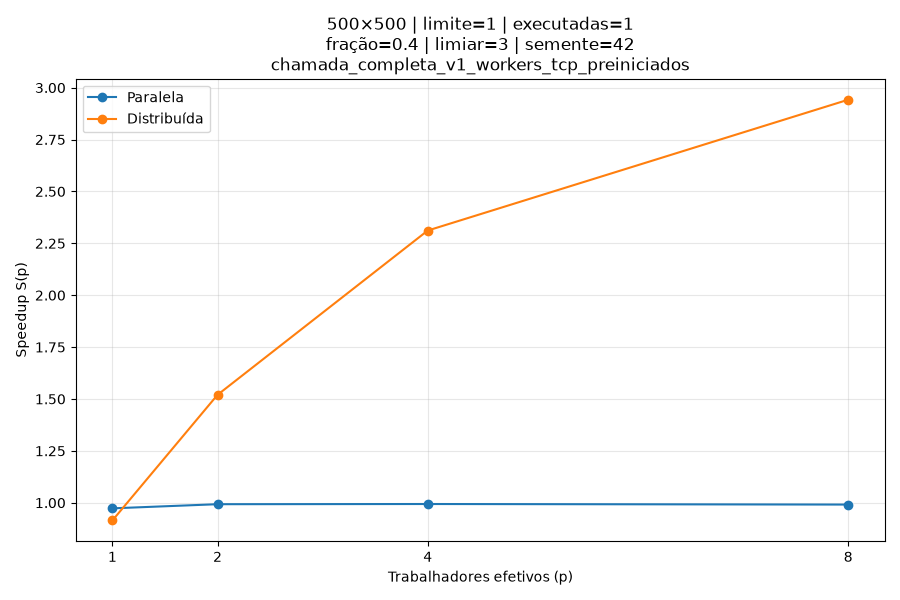 500×500 | limite=1 | executadas=1
fração=0.4 | limiar=3 | semente=42
chamada_completa_v1_workers_tcp_preiniciados
Paralela
Distribuída
Speedup S(p)
3.00
2.75
2.50
2.25
2.00
1.75
1.50
1.25
1.00
1 2 4 8
Trabalhadores efetivos (p)